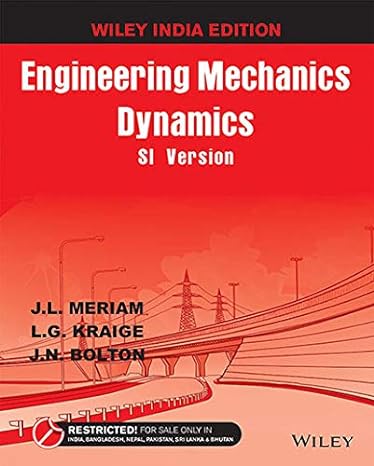 WILEY INDIA EDITION
Engineering Mechanics
Dynamics
SI Version
J.L. MERIAM
L.G. KRAIGE
J.N. BOLTON
RESTRICTED! FOR SALE ONLY IN
INDIA, BANGLADESH, NEPAL, PAKISTAN, SRI LANKA & BHUTAN
WILEY